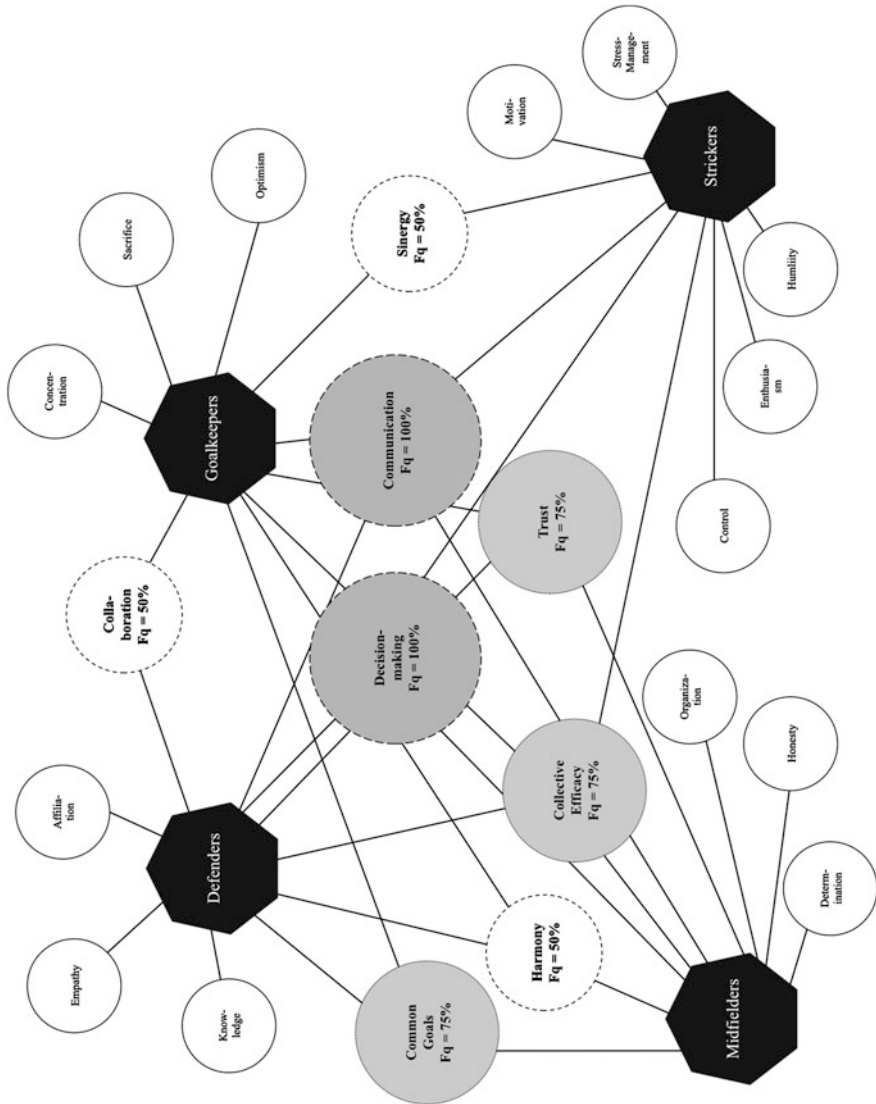 Empathy
Affilia-
tion
Concen-
tration
Colla-
boration
Fq = 50%
Sacrifice
Know-
ledge
Defenders
Goalkeepers
Optimism
Common
Goals
Fq = 75%
Decision-
making
Fq = 100%
Communication
Fq = 100%
Sinergy
Fq = 50%
Harmony
Fq = 50%
Collective
Efficacy
Fq = 75%
Trust
Fq = 75%
Moti-
vation
Stress-
Manage-
ment
Midfielders
Organiza-
tion
Control
Strickers
Determ-
ination
Honesty
Enthusia-
sm
Humliity